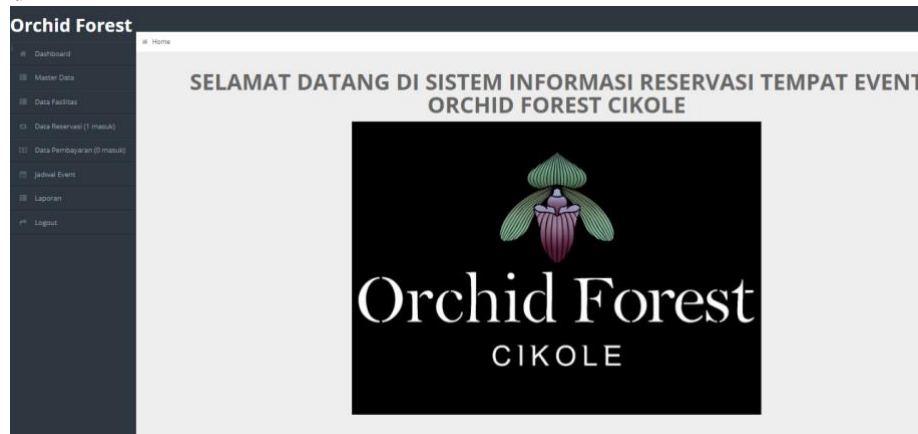 Orchid Forest
Home
Dashboard
Master Data
Data Fasilitas
Data Reservasi (1 masuk)
Data Pembayaran (0 masuk)
Jadwal Event
Laporan
Logout
SELAMAT DATANG DI SISTEM INFORMASI RESERVASI TEMPAT EVENT
ORCHID FOREST CIKOLE
Orchid Forest
CIKOLE